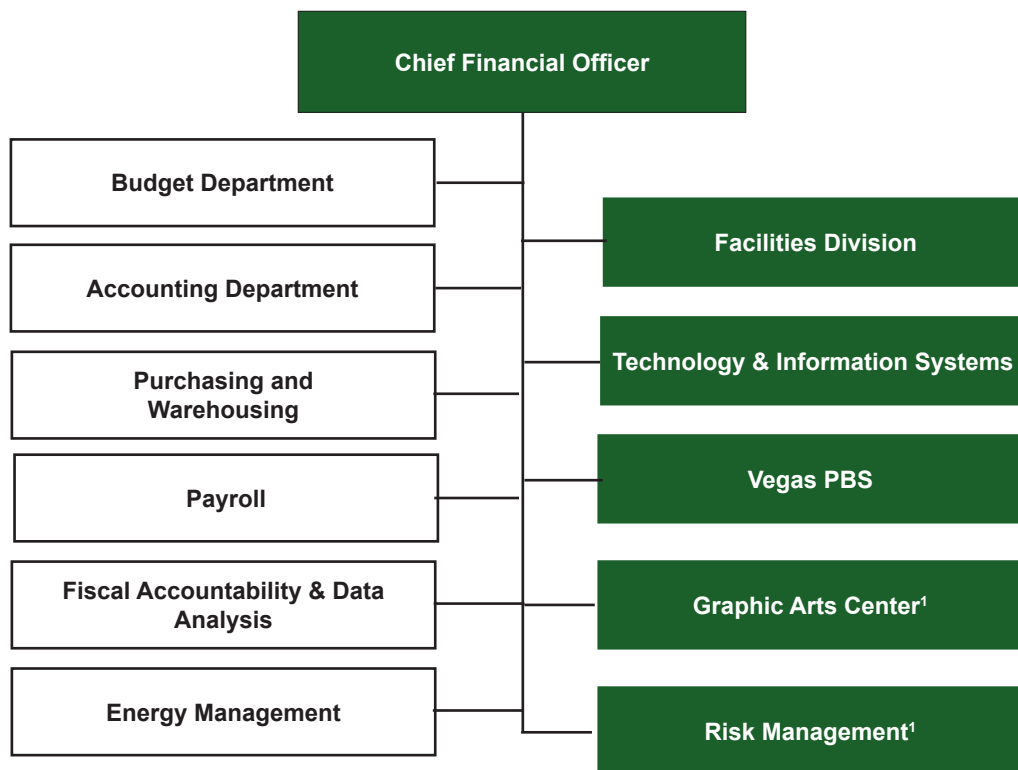 Chief Financial Officer
Budget Department
Accounting Department
Purchasing and
Warehousing
Payroll
Fiscal Accountability & Data
Analysis
Energy Management
Facilities Division
Technology & Information Systems
Vegas PBS
Graphic Arts Center¹
Risk Management¹